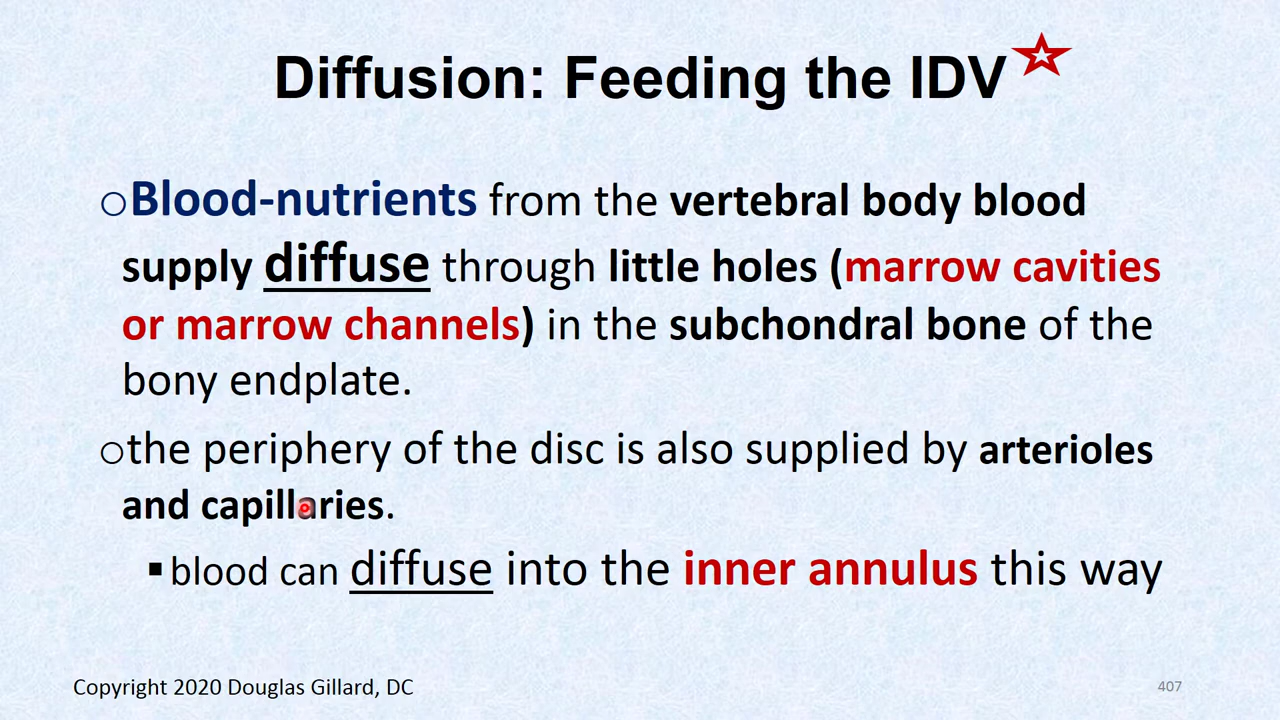 Diffusion: Feeding the IDV
oBlood-nutrients from the vertebral body blood
supply diffuse through little holes (marrow cavities
or marrow channels) in the subchondral bone of the
bony endplate.
othe periphery of the disc is also supplied by arterioles
and capillaries.
▪blood can diffuse into the inner annulus this way
Copyright 2020 Douglas Gillard, DC
407